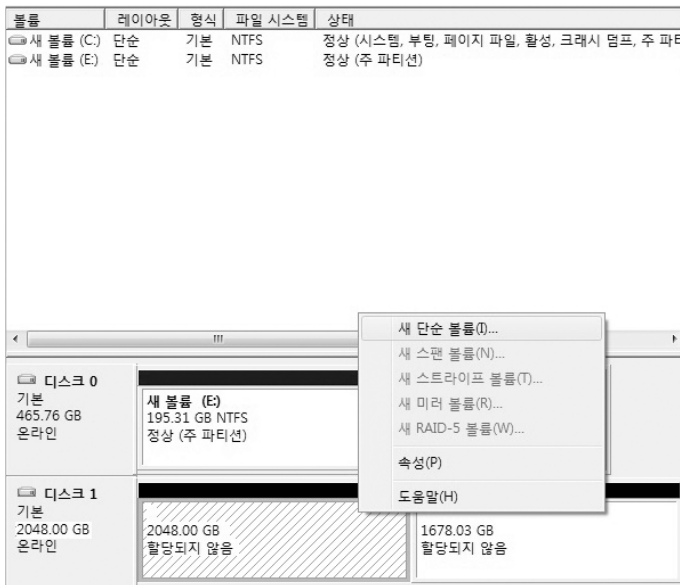 볼륨 레이아웃 형식 파일 시스템 상태
새 볼륨 (C:) 단순 기본 NTFS 정상 (시스템, 부팅, 페이지 파일, 활성, 크래시 덤프, 주 파티
새 볼륨 (E:) 단순 기본 NTFS 정상 (주 파티션)
새 단순 볼륨(I)...
새 스팬 볼륨(N)...
새 스트라이프 볼륨(T)...
새 미러 볼륨(R)...
새 RAID-5 볼륨(W)...
속성(P)
도움말(H)
디스크 0
기본
465.76 GB
온라인
새 볼륨 (E:)
195.31 GB NTFS
정상 (주 파티션)
디스크 1
기본
2048.00 GB
온라인
2048.00 GB
할당되지 않음
1678.03 GB
할당되지 않음